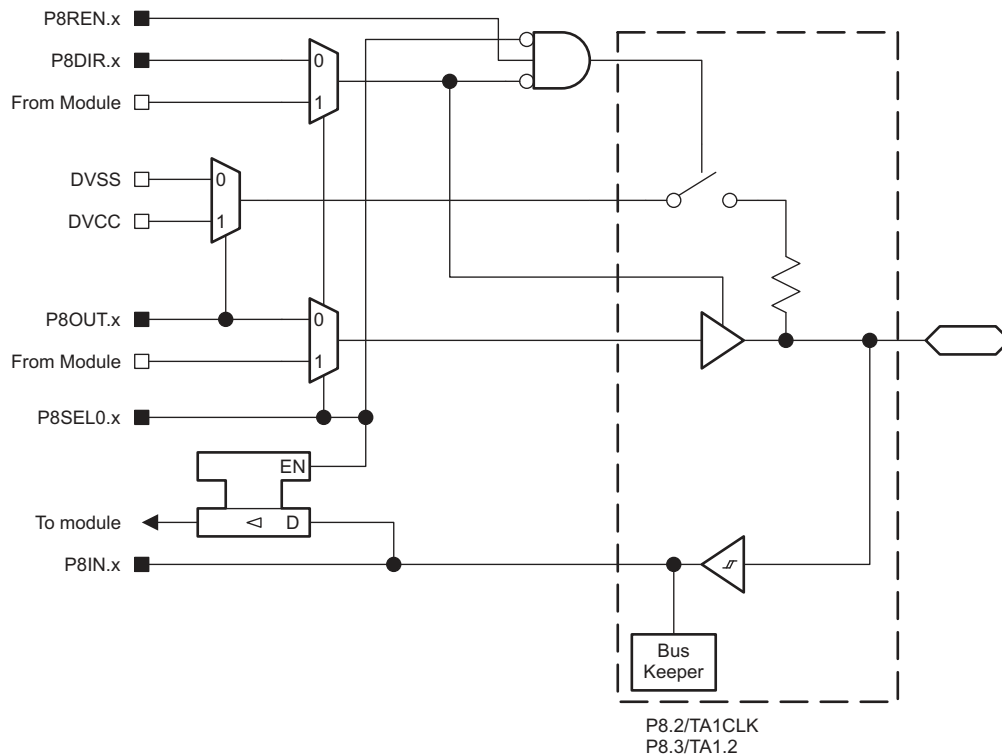 P8REN.x
P8DIR.x
0
From Module
1
DVSS
0
DVCC
1
P8OUT.x
0
From Module
1
P8SEL0.x
EN
To module
D
P8IN.x
Bus
Keeper
P8.2/TA1CLK
P8.3/TA1.2